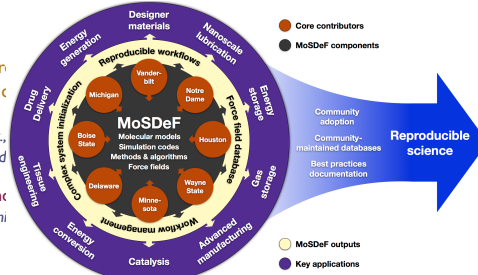 Designer
materials
Nanoscale
lubrication
Energy
storage
Gas
storage
Advanced
manufacturing
Catalysis
Energy
conversion
Tissue
engineering
Drug
Delivery
Energy
generation
Reproducible workflows
Force field database
Workflow management
Complex system initialization
Vander-
bilt
Notre
Dame
Houston
Wayne
State
Minne-
sota
Delaware
Boise
State
Michigan
MoSDeF
Molecular models
Simulation codes
Methods & algorithms
Force fields
Core contributors
MoSDeF components
Community
adoption
Community-
maintained databases
Best practices
documentation
Reproducible
science
MoSDeF outputs
Key applications